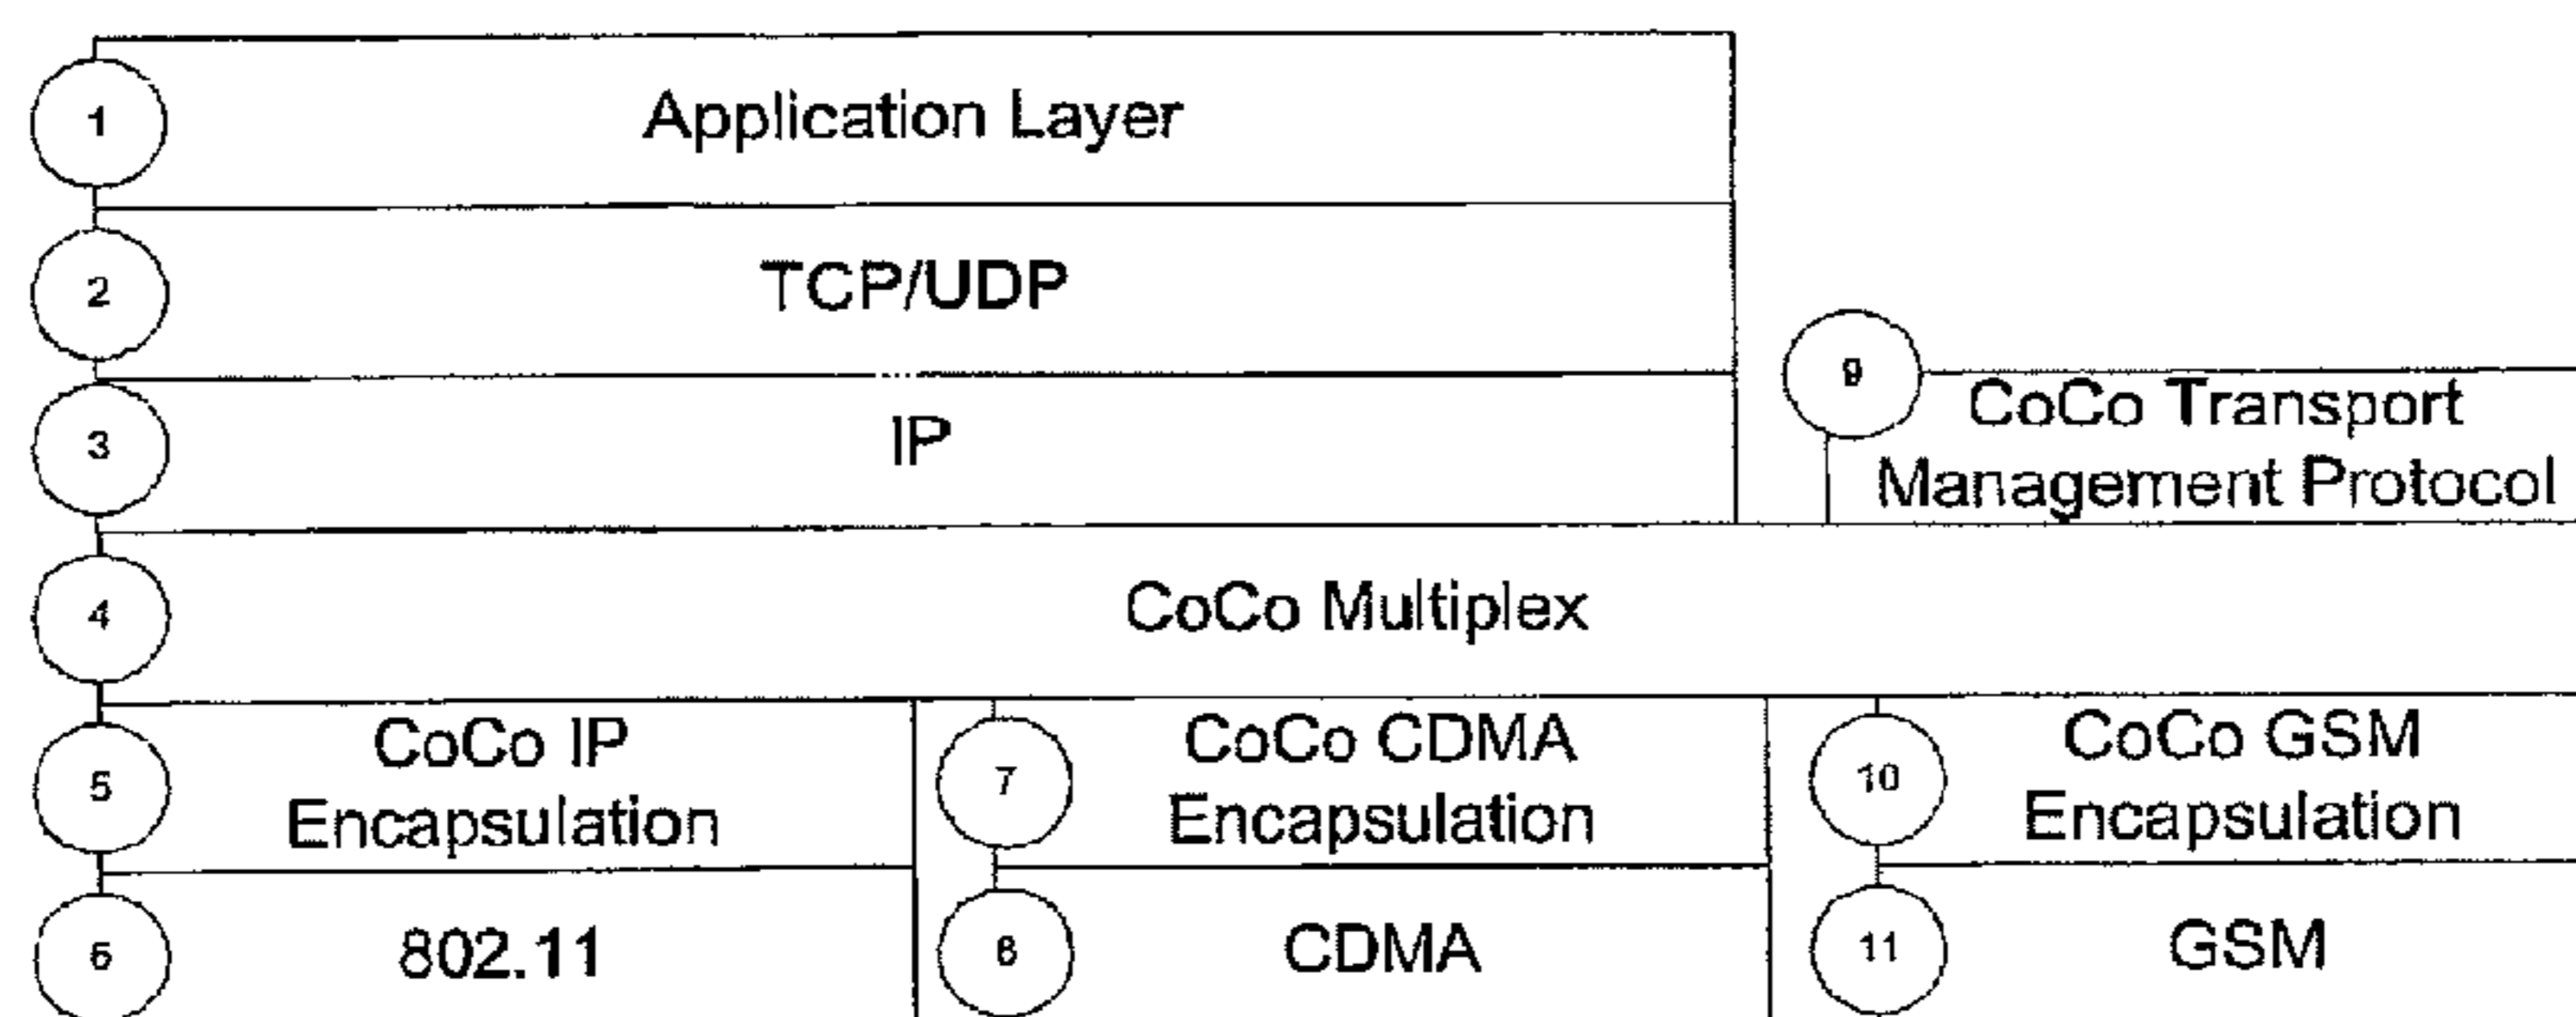 1
Application Layer
2
TCP/UDP
3
IP
9
CoCo Transport
Management Protocol
4
CoCo Multiplex
5
CoCo IP
Encapsulation
7
CoCo CDMA
Encapsulation
10
CoCo GSM
Encapsulation
6
802.11
8
CDMA
11
GSM